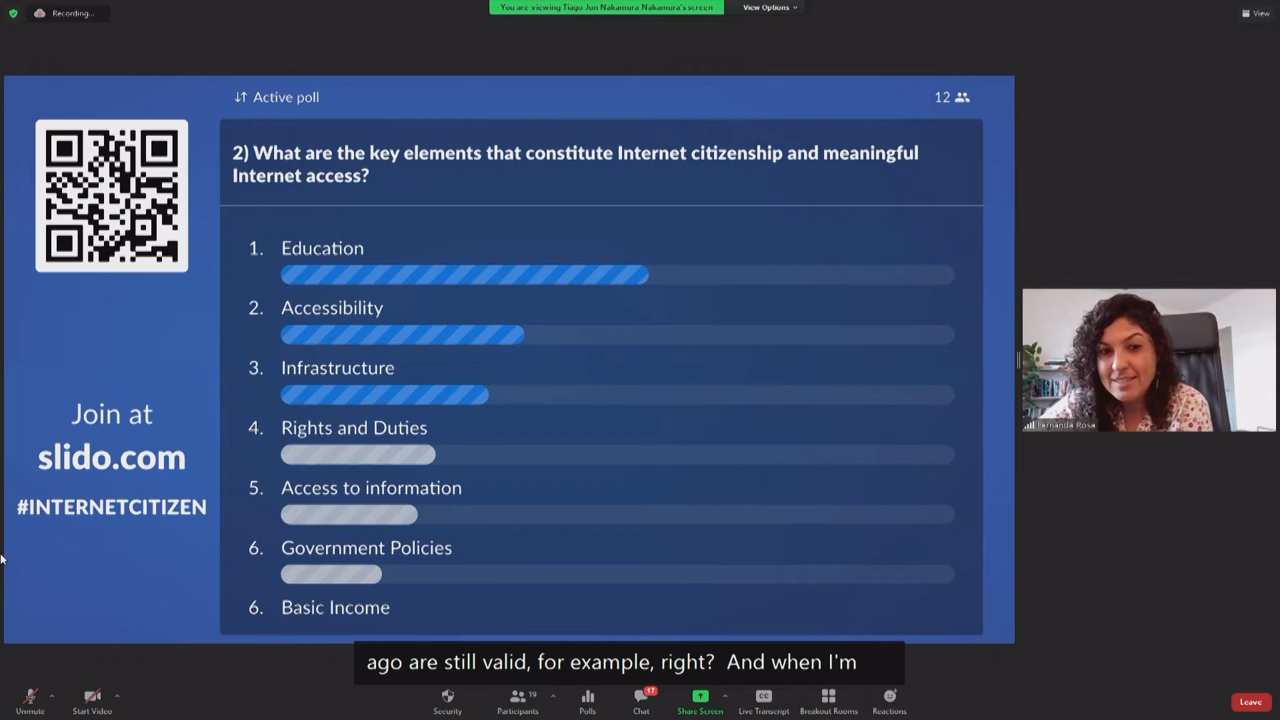 Recording...
You are viewing Tiago Jun Nakamura Nakamura's screen
View Options
View
Active poll
12
2) What are the key elements that constitute Internet citizenship and meaningful
Internet access?
1. Education
2. Accessibility
3. Infrastructure
4. Rights and Duties
5. Access to information
6. Government Policies
6. Basic Income
Join at
slido.com
#INTERNETCITIZEN
Fernanda Rosa
ago are still valid, for example, right? And when I'm
Unmute
Start Video
Security
Participants
19
Polls
Chat
17
Share Screen
Live Transcript
Breakout Rooms
Reactions
Leave